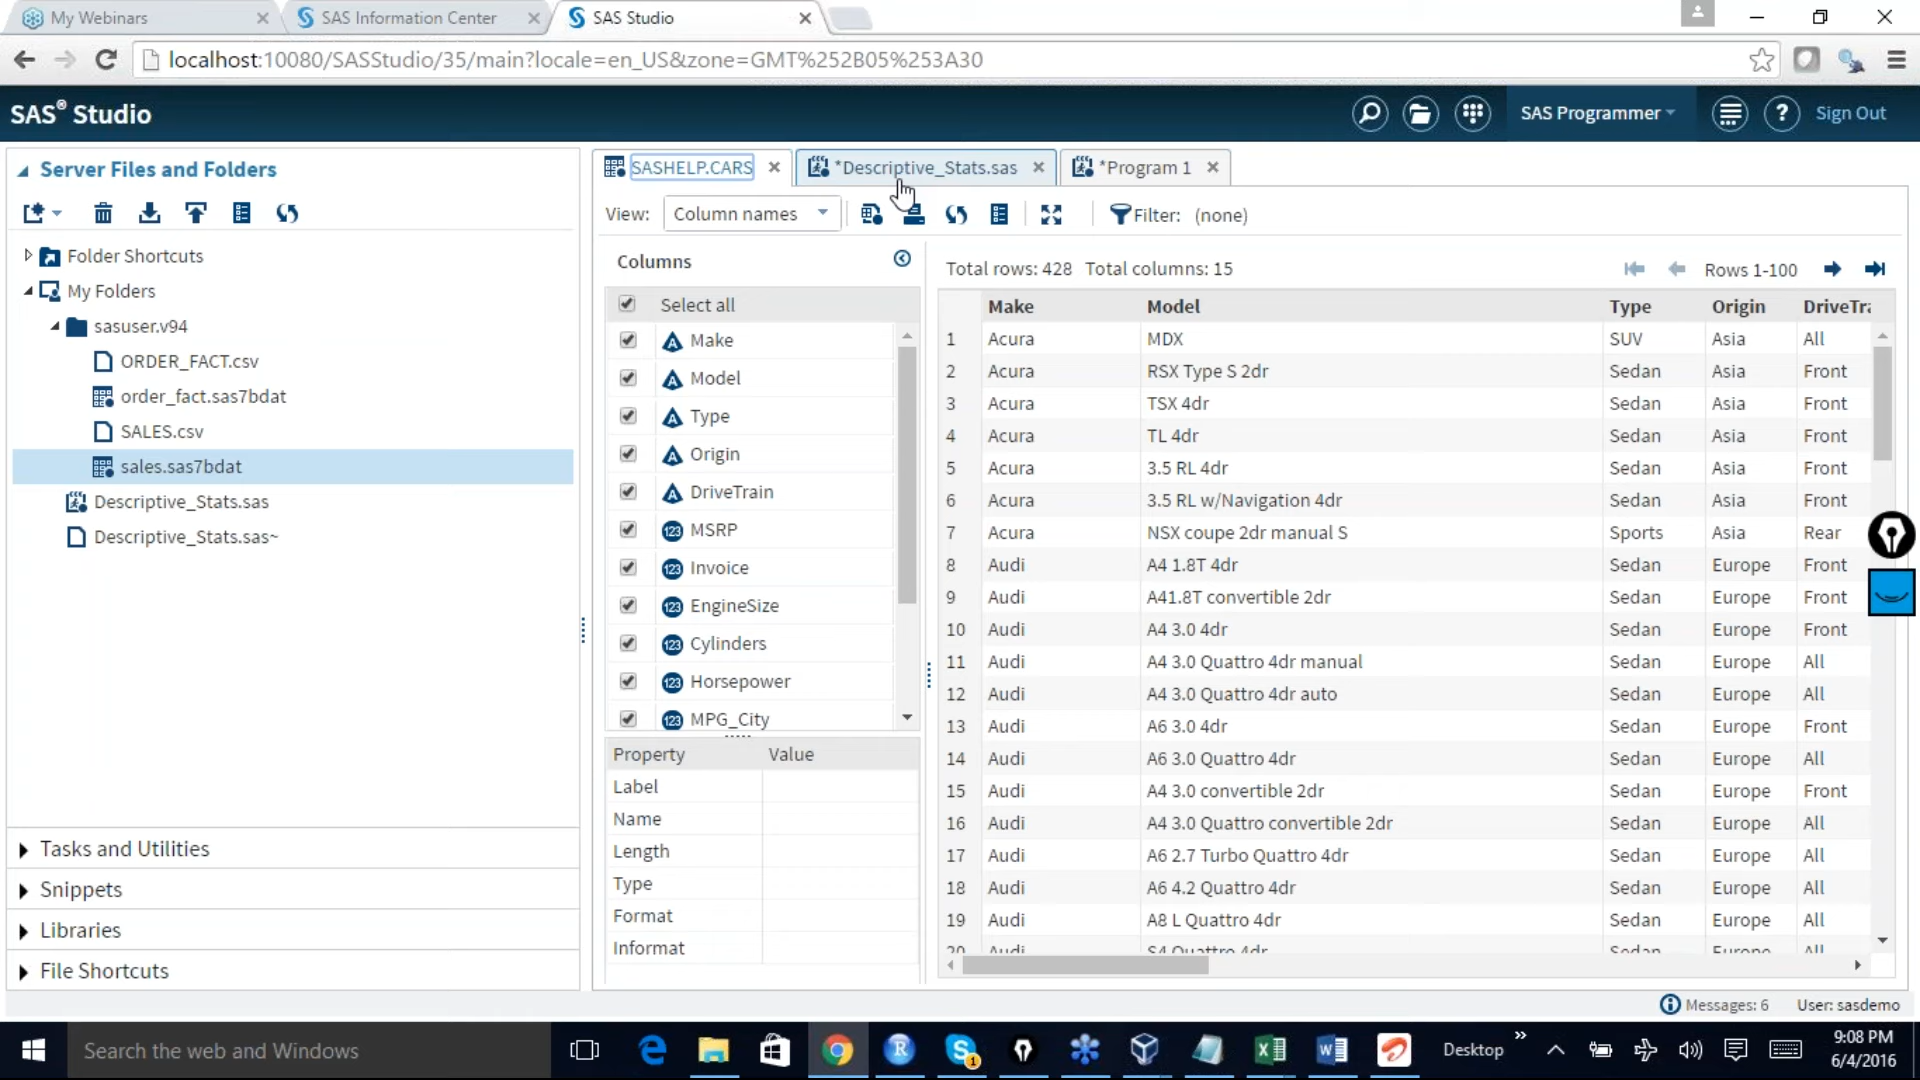 My Webinars
SAS Information Center
SAS Studio
localhost:10080/SASStudio/35/main?locale=en_US&zone=GMT%252B05%253A30
SAS® Studio
SAS Programmer
Sign Out
Server Files and Folders
Folder Shortcuts
My Folders
sasuser.v94
ORDER_FACT.csv
order_fact.sas7bdat
SALES.csv
sales.sas7bdat
Descriptive_Stats.sas
Descriptive_Stats.sas~
Tasks and Utilities
Snippets
Libraries
File Shortcuts
SASHELP.CARS
*Descriptive_Stats.sas
*Program 1
View: Column names
Filter: (none)
Columns
Select all
Make
Model
Type
Origin
DriveTrain
MSRP
Invoice
EngineSize
Cylinders
Horsepower
MPG_City
Property Value
Label
Name
Length
Type
Format
Informat
Total rows: 428 Total columns: 15
Rows 1-100
Make Model Type Origin DriveTra
1 Acura MDX SUV Asia All
2 Acura RSX Type S 2dr Sedan Asia Front
3 Acura TSX 4dr Sedan Asia Front
4 Acura TL 4dr Sedan Asia Front
5 Acura 3.5 RL 4dr Sedan Asia Front
6 Acura 3.5 RL w/Navigation 4dr Sedan Asia Front
7 Acura NSX coupe 2dr manual S Sports Asia Rear
8 Audi A4 1.8T 4dr Sedan Europe Front
9 Audi A41.8T convertible 2dr Sedan Europe Front
10 Audi A4 3.0 4dr Sedan Europe Front
11 Audi A4 3.0 Quattro 4dr manual Sedan Europe All
12 Audi A4 3.0 Quattro 4dr auto Sedan Europe All
13 Audi A6 3.0 4dr Sedan Europe Front
14 Audi A6 3.0 Quattro 4dr Sedan Europe All
15 Audi A4 3.0 convertible 2dr Sedan Europe Front
16 Audi A4 3.0 Quattro convertible 2dr Sedan Europe All
17 Audi A6 2.7 Turbo Quattro 4dr Sedan Europe All
18 Audi A6 4.2 Quattro 4dr Sedan Europe All
19 Audi A8 L Quattro 4dr Sedan Europe All
20 Audi S4 Quattro 4dr Sedan Europe All
Messages: 6 User: sasdemo
Search the web and Windows
Desktop
9:08 PM
6/4/2016